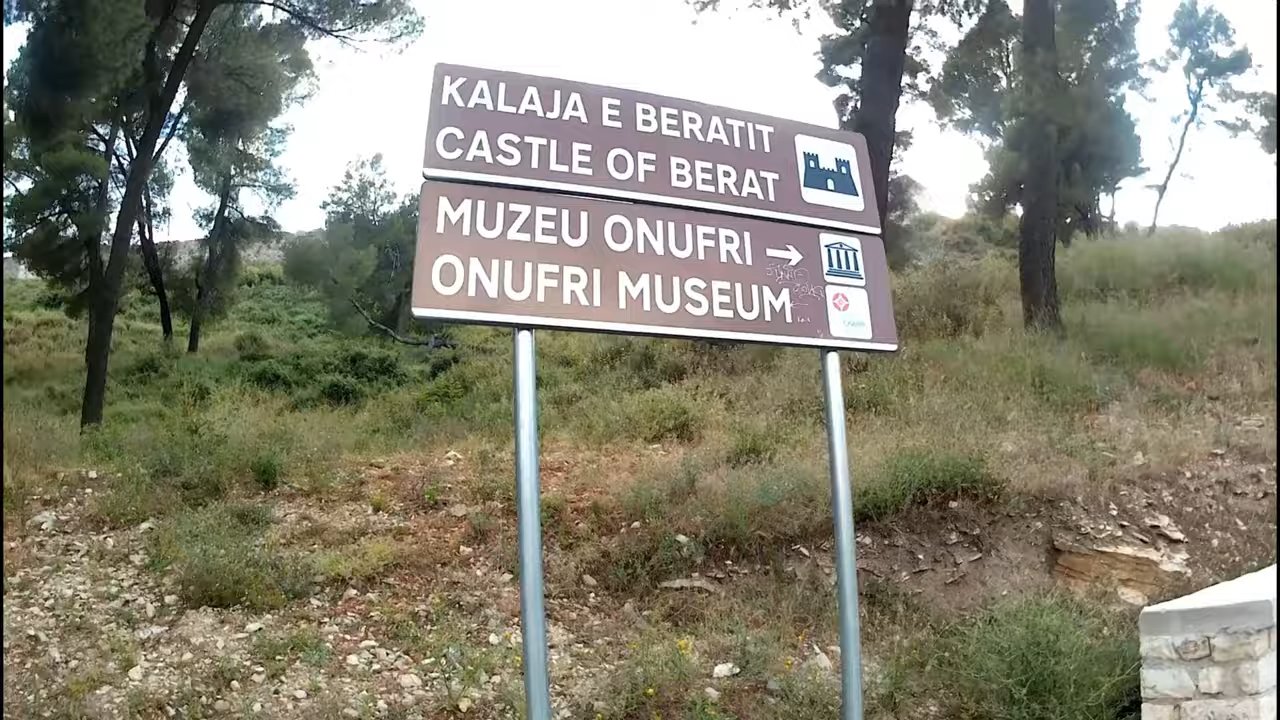 KALAJA E BERATIT
CASTLE OF BERAT
MUZEU ONUFRI
ONUFRI MUSEUM